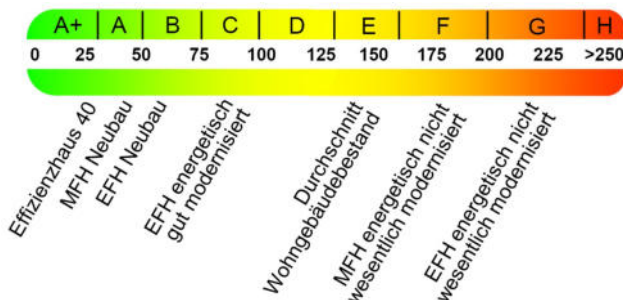 A+ A B C D E F G H
0 25 50 75 100 125 150 175 200 225 >250
Effizienzhaus 40
MFH Neubau
EFH Neubau
EFH energetisch
gut modernisiert
Durchschnitt
Wohngebäudebestand
MFH energetisch nicht
wesentlich modernisiert
EFH energetisch nicht
wesentlich modernisiert